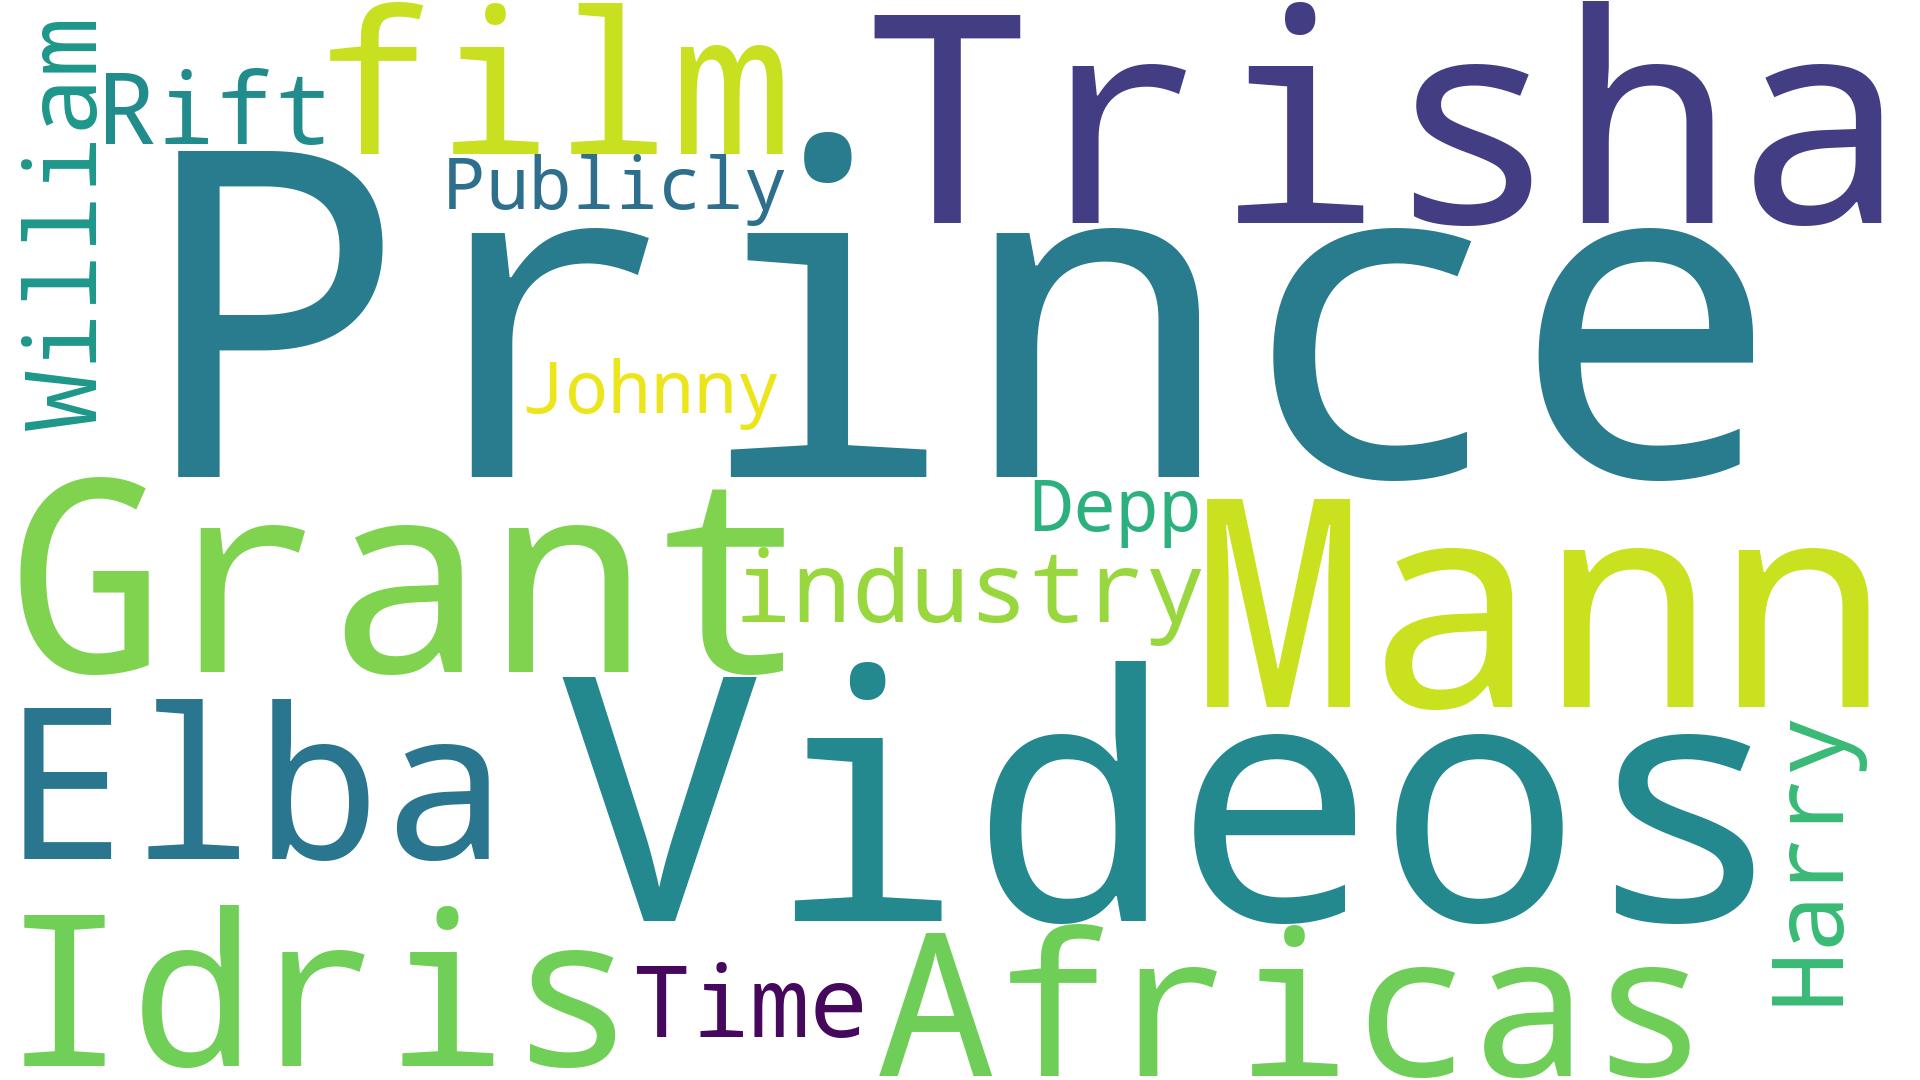 William
Rift
film
Trisha
Publicly
Prince
Johnny
Grant
Depp
industry
Mann
Elba
Videos
Harry
Idris
Time
Africas